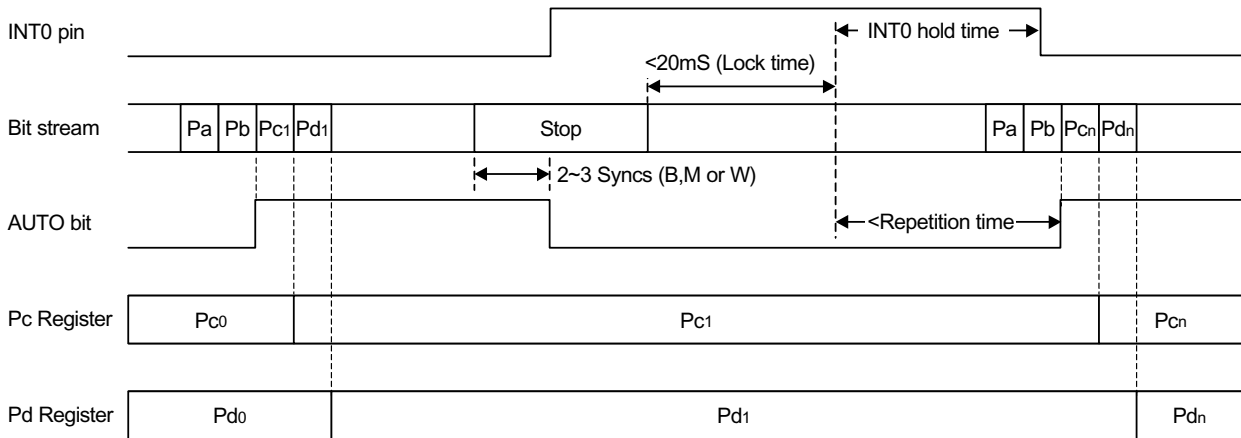 INT0 pin
INT0 hold time
<20mS (Lock time)
Bit stream
Pa Pb Pc1 Pd1 Stop Pa Pb Pcn Pdn
2~3 Syncs (B,M or W)
AUTO bit
<Repetition time
Pc Register Pc0 Pc1 Pcn
Pd Register Pd0 Pd1 Pdn